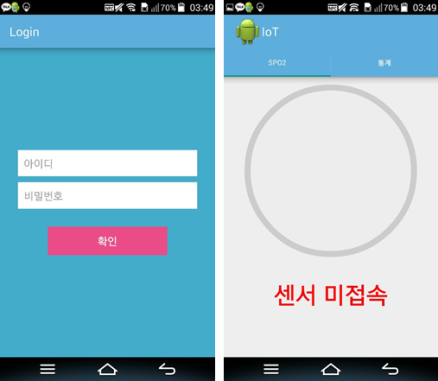 70% 03:49
Login
아이디
비밀번호
확인
70% 03:49
IoT
SPO2 통계
센서 미접속